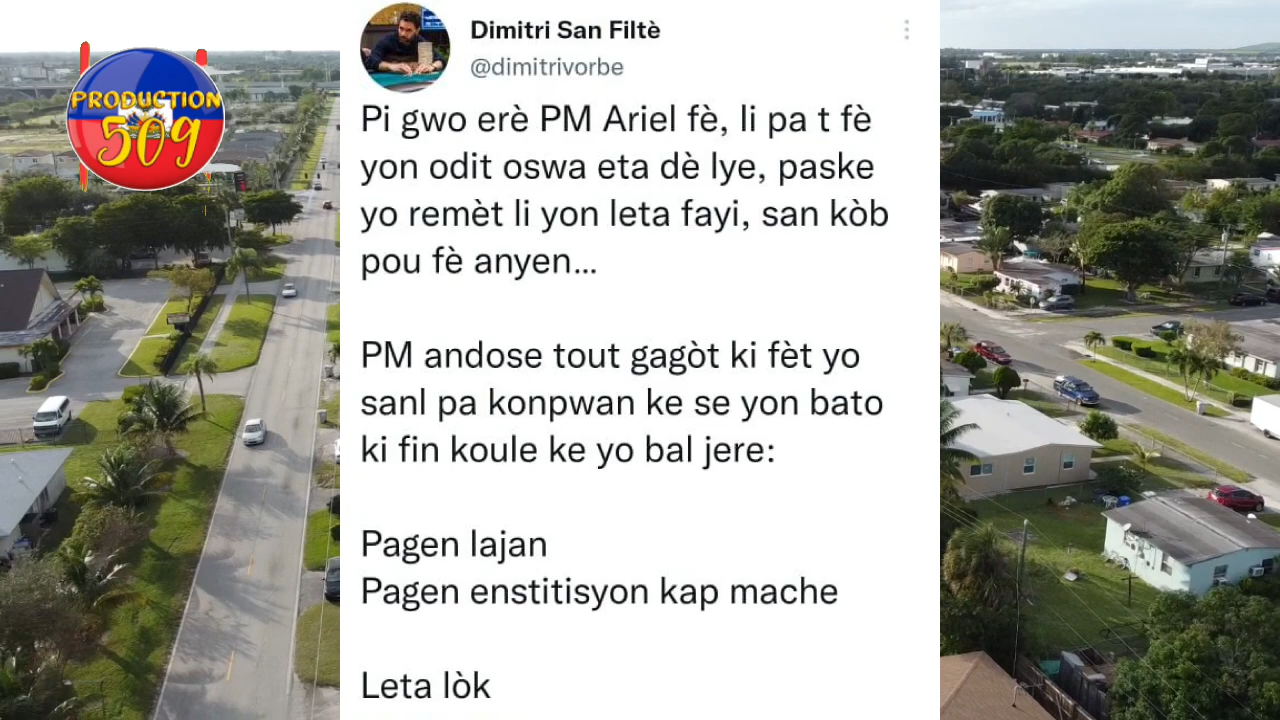 PRODUCTION
509
Dimitri San Filtè
@dimitrivorbe
Pi gwo erè PM Ariel fè, li pa t fè
yon odit oswa eta dè lye, paske
yo remèt li yon leta fayi, san kòb
pou fè anyen...
PM andose tout gagòt ki fèt yo
sanl pa konpwan ke se yon bato
ki fin koule ke yo bal jere:
Pagen lajan
Pagen enstitisyon kap mache
Leta lòk